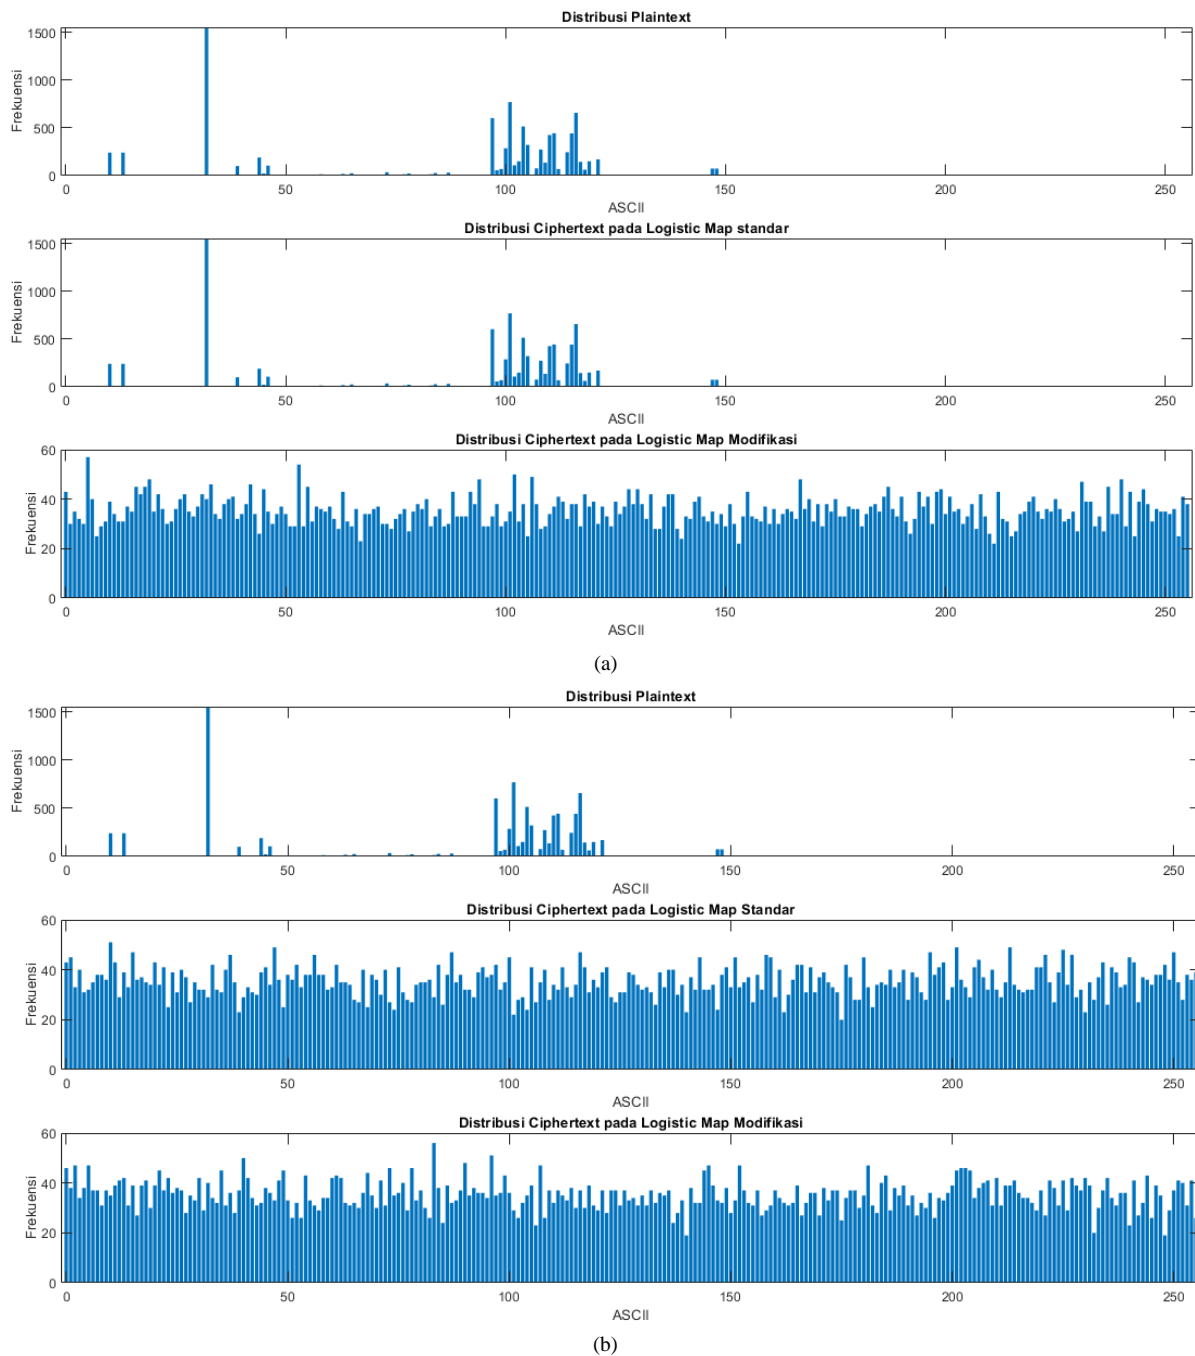 Distribusi Plaintext
1500
1000
500
0
Frekuensi
0 50 100 150 200 250
ASCII
Distribusi Ciphertext pada Logistic Map standar
1500
1000
500
0
Frekuensi
0 50 100 150 200 250
ASCII
Distribusi Ciphertext pada Logistic Map Modifikasi
60
40
20
0
Frekuensi
0 50 100 150 200 250
ASCII
(a)
Distribusi Plaintext
1500
1000
500
0
Frekuensi
0 50 100 150 200 250
ASCII
Distribusi Ciphertext pada Logistic Map Standar
60
40
20
0
Frekuensi
0 50 100 150 200 250
ASCII
Distribusi Ciphertext pada Logistic Map Modifikasi
60
40
20
0
Frekuensi
0 50 100 150 200 250
ASCII
(b)